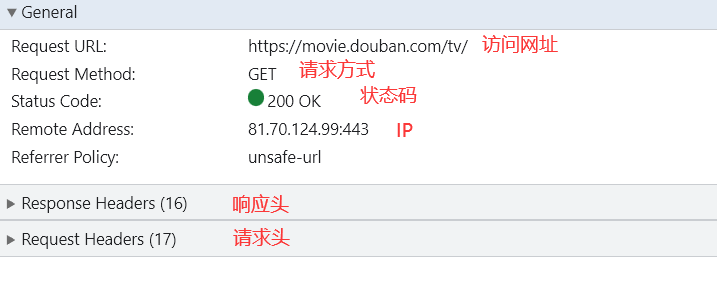 General
Request URL: https://movie.douban.com/tv/ 访问网址
Request Method: GET 请求方式
Status Code: 200 OK 状态码
Remote Address: 81.70.124.99:443 IP
Referrer Policy: unsafe-url
Response Headers (16) 响应头
Request Headers (17) 请求头